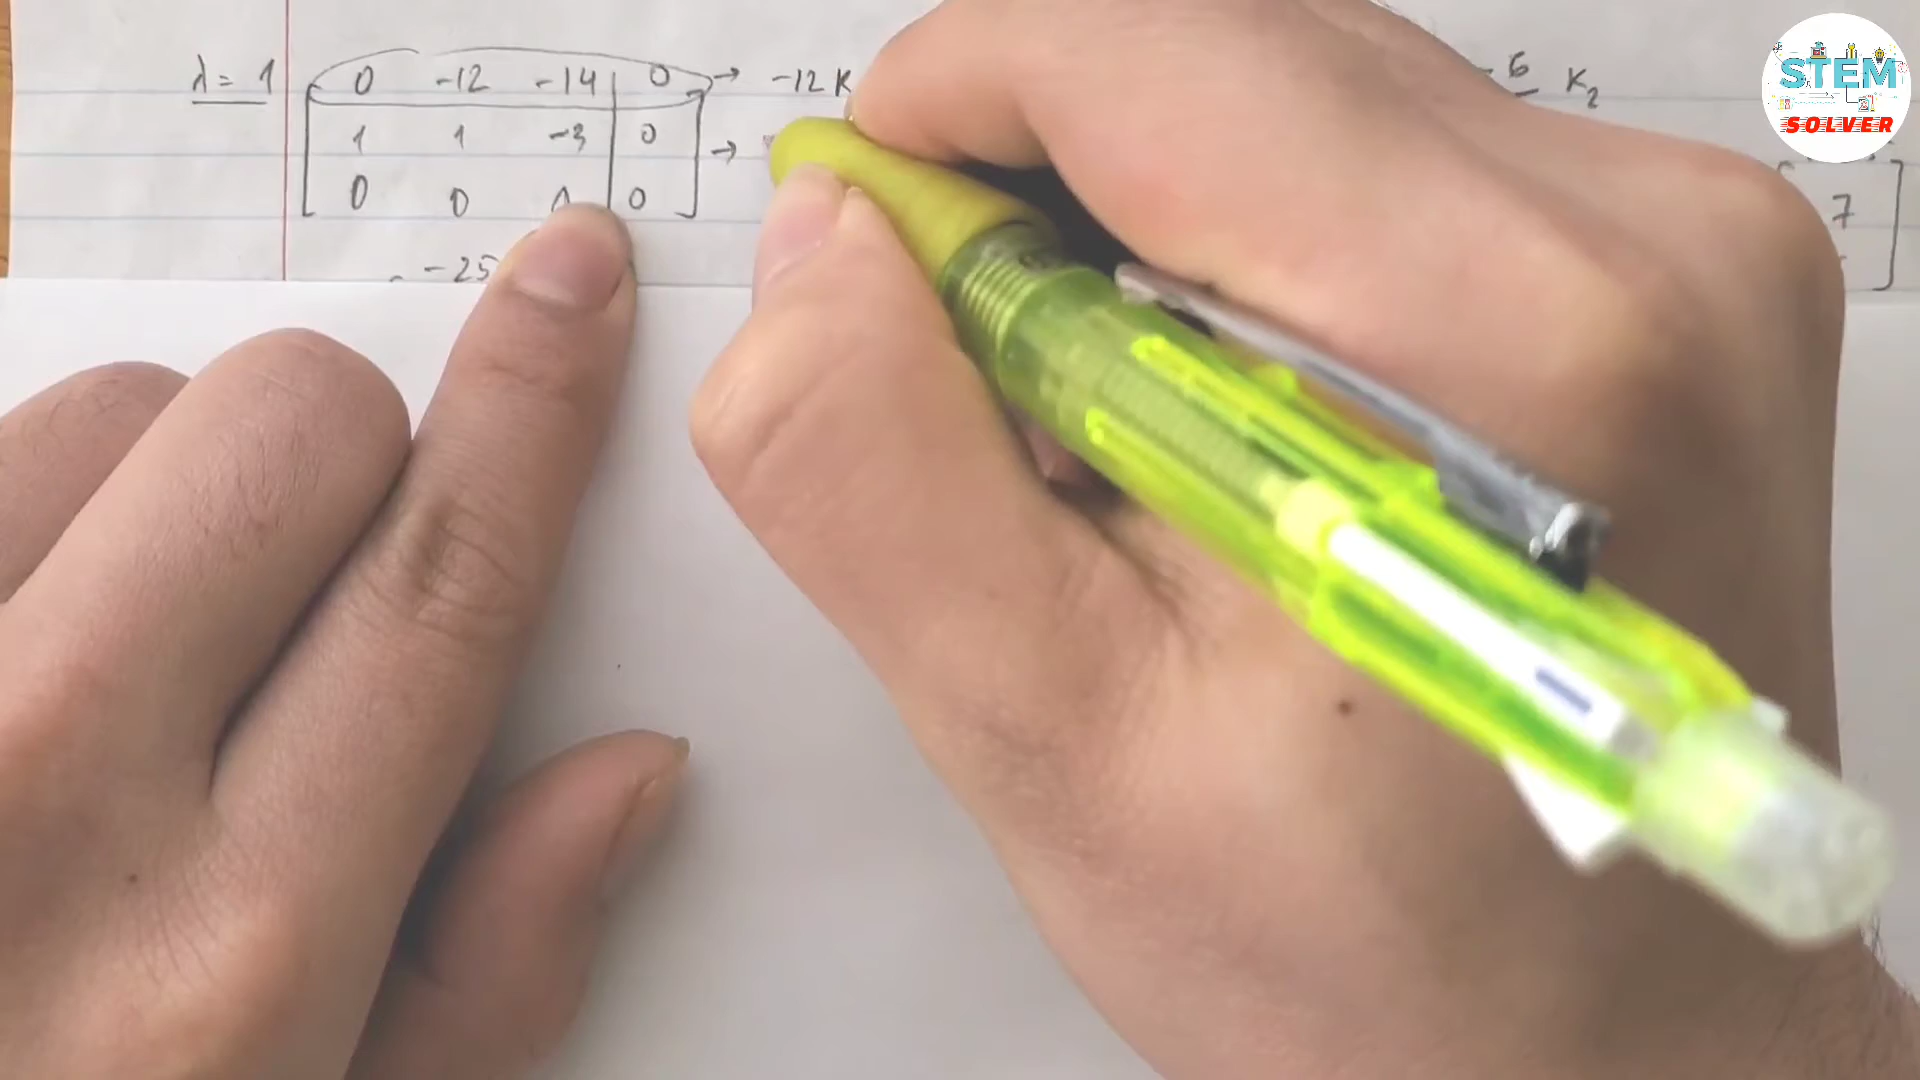 λ = 1 0 -12 -14 0 → -12 K - 6 K2
1 1 -3 0 →
0 0 0 0 7
-25
STEM
SOLVER